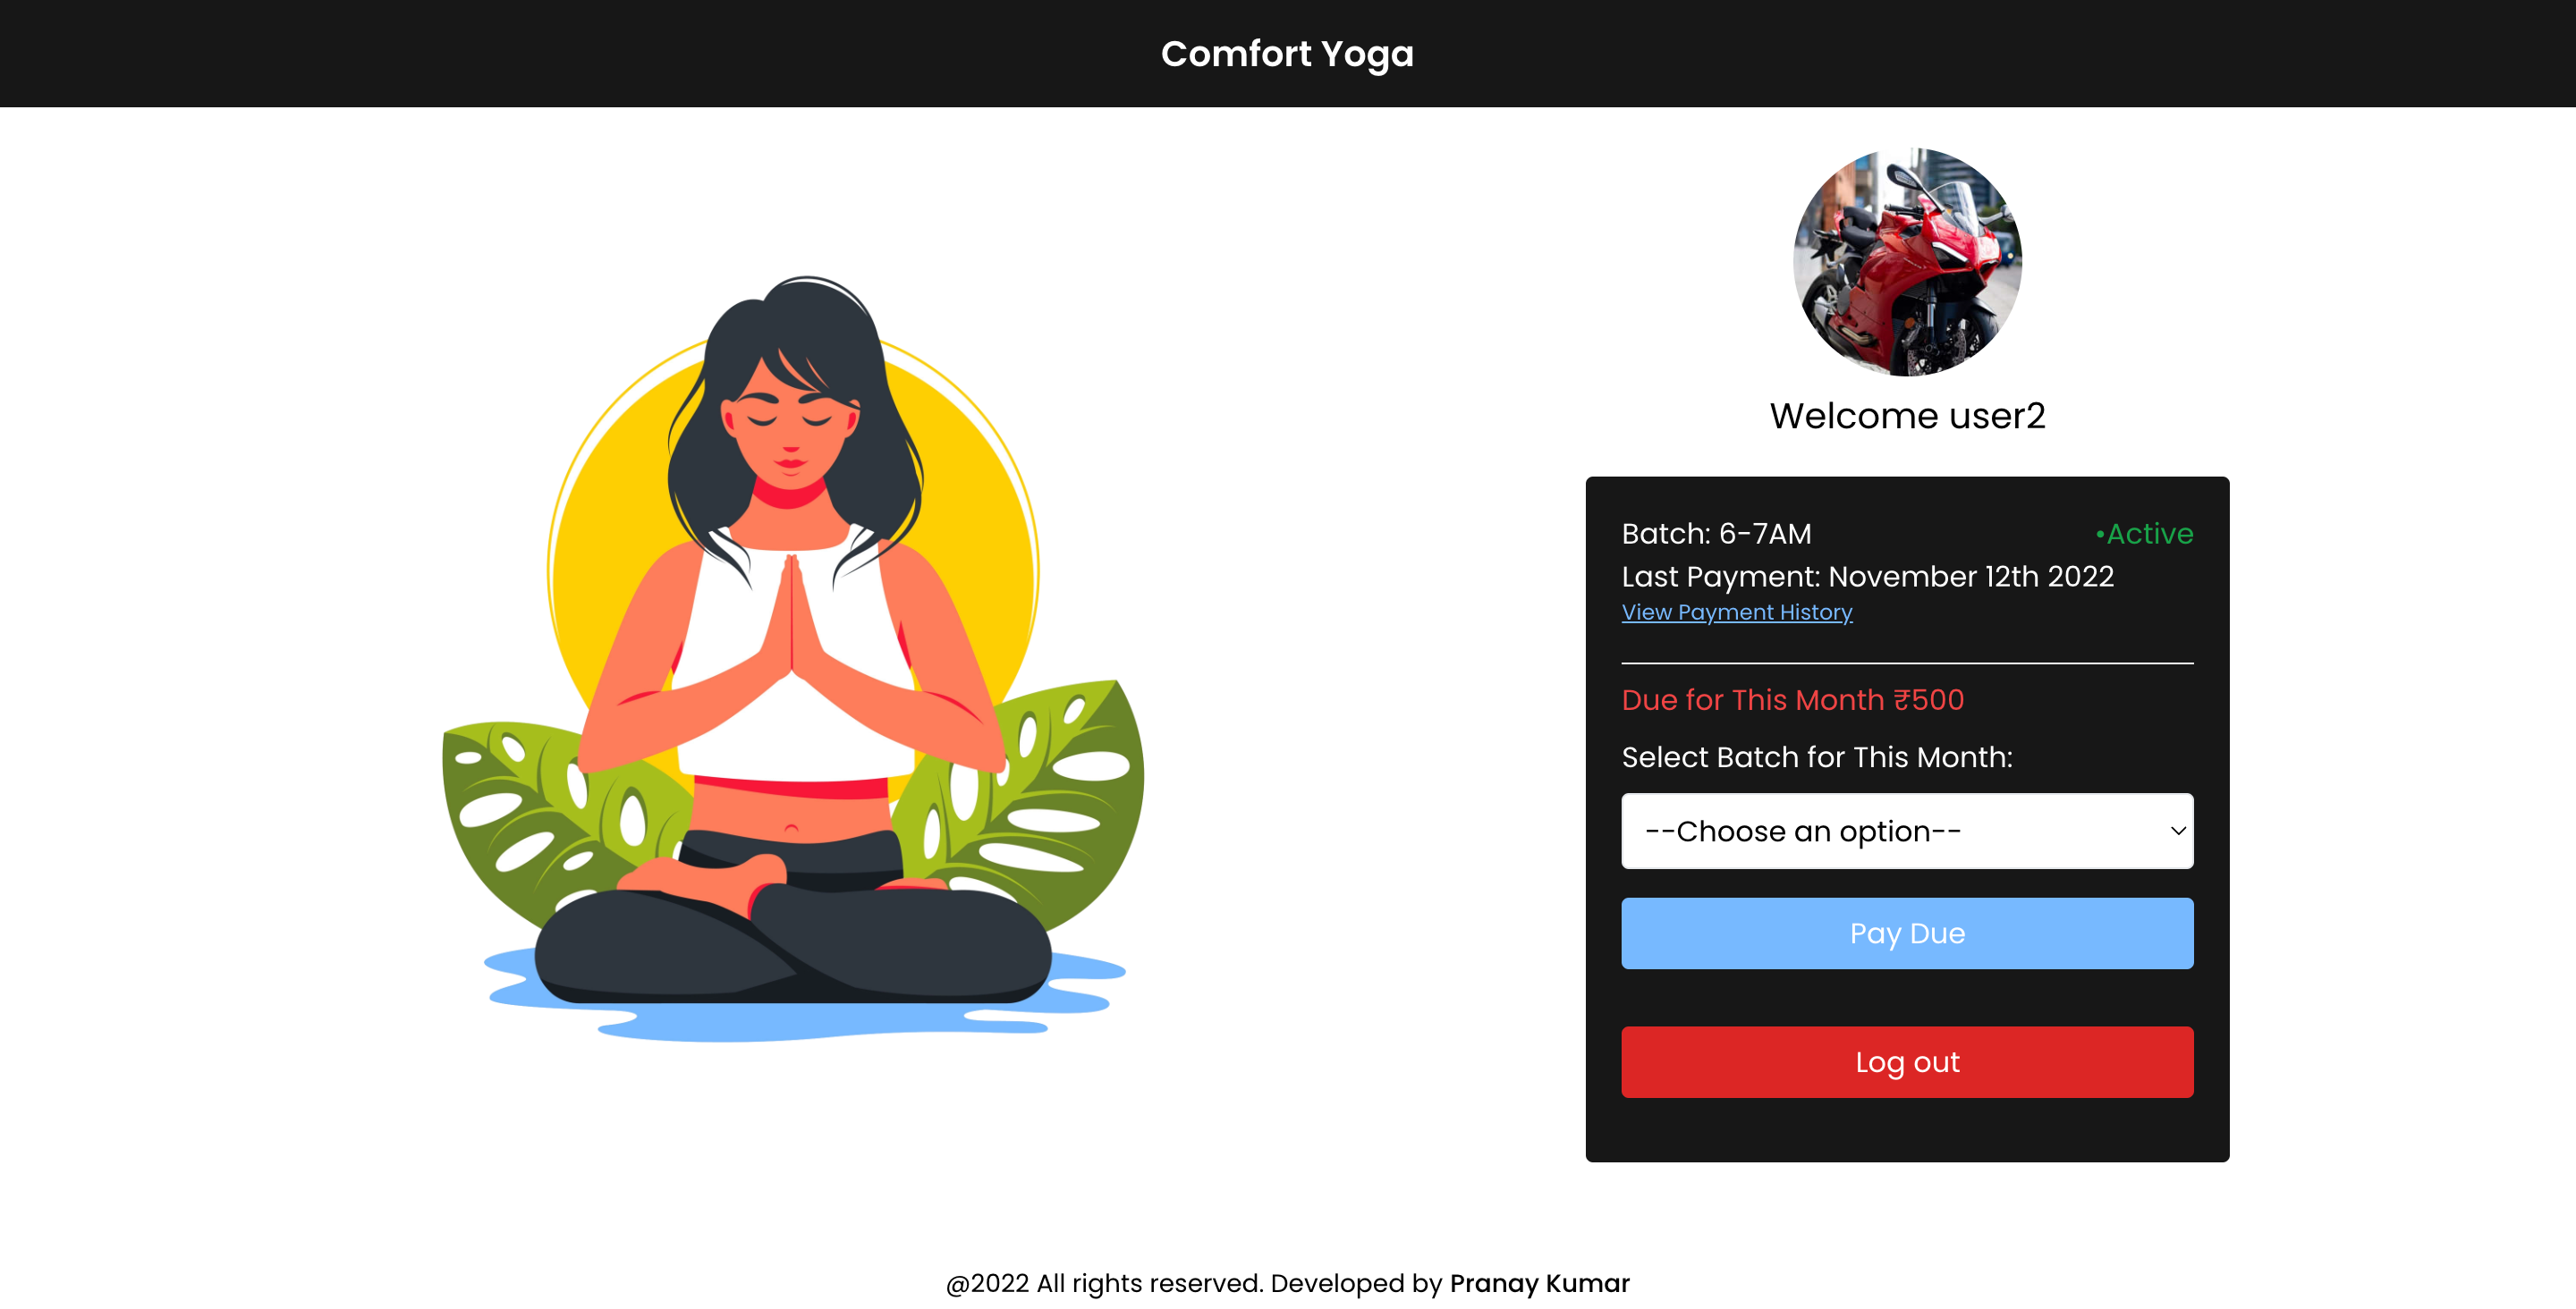 Comfort Yoga
Welcome user2
Batch: 6-7AM
•Active
Last Payment: November 12th 2022
View Payment History
Due for This Month ₹500
Select Batch for This Month:
--Choose an option--
Pay Due
Log out
@2022 All rights reserved. Developed by Pranay Kumar